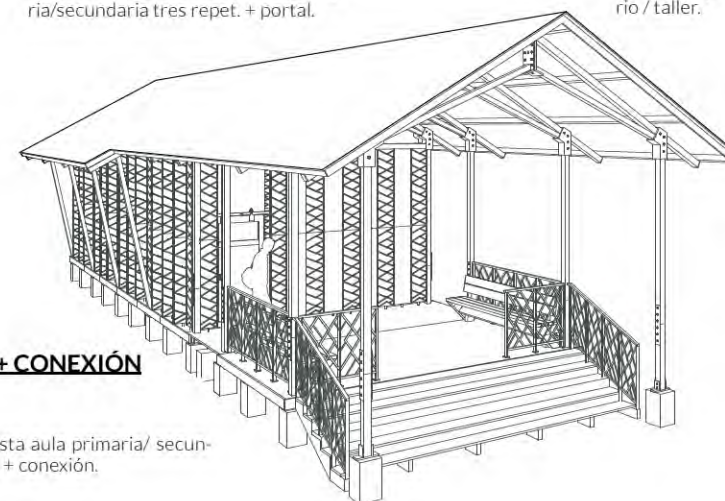 ria/secundaria tres repet. + portal.
rio / taller.
+ CONEXIÓN
sta aula primaria/ secun-
+ conexión.